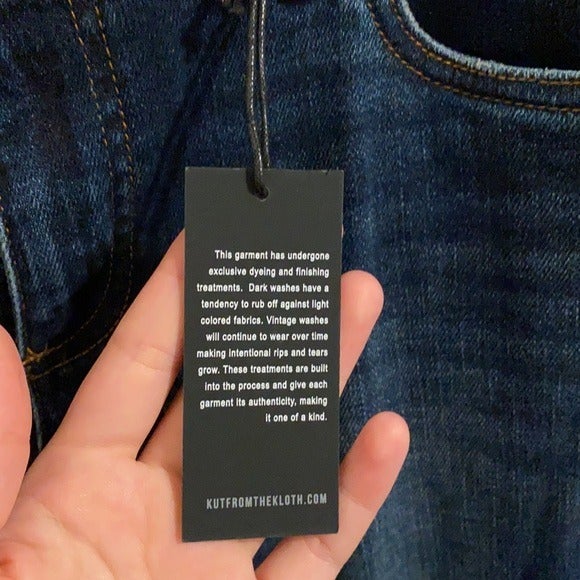 This garment has undergone
exclusive dyeing and finishing
treatments. Dark washes have a
tendency to rub off against light
colored fabrics. Vintage washes
will continue to wear over time
making intentional rips and tears
grow. These treatments are built
into the process and give each
garment its authenticity, making
it one of a kind.
KUTFROMTHEKLOTH.COM